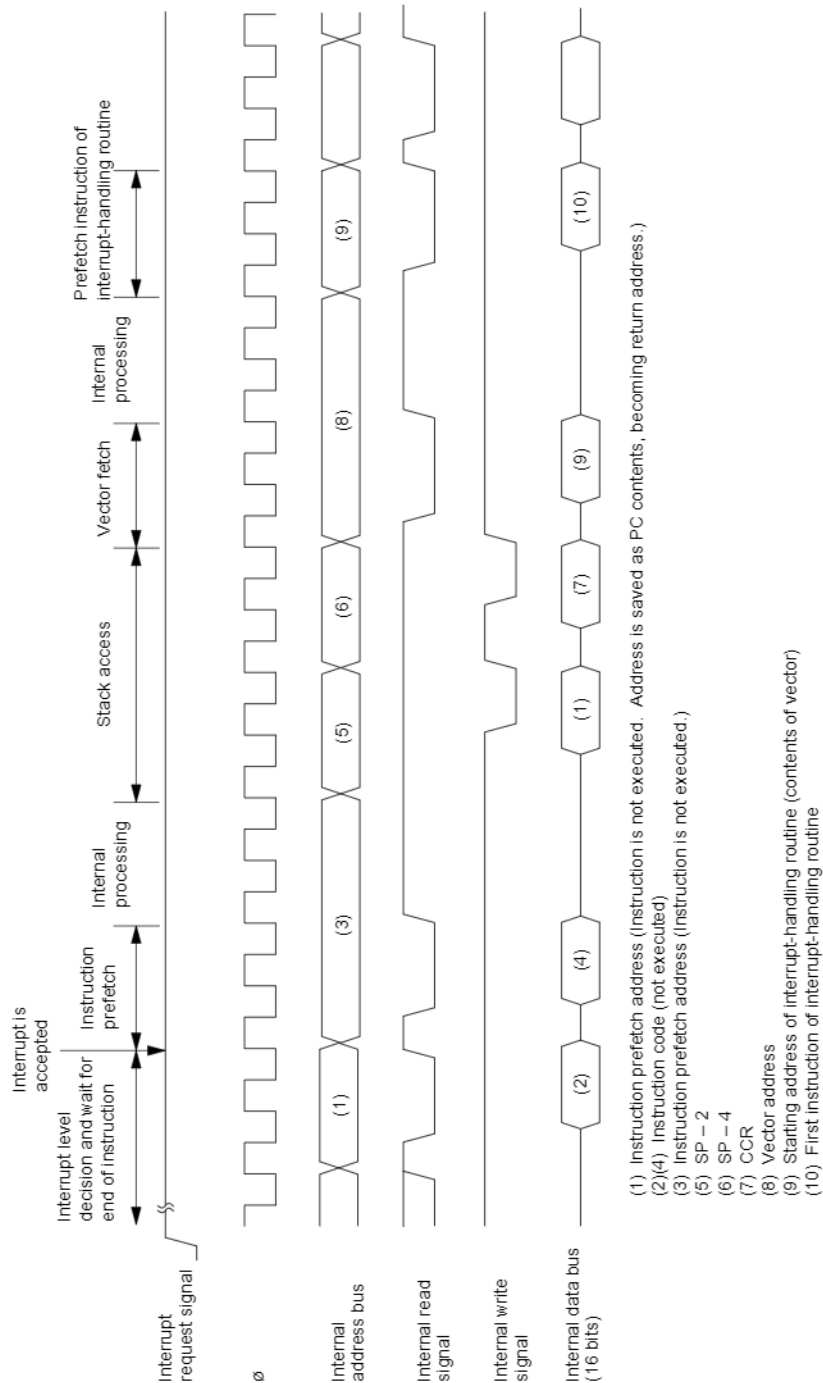 Interrupt is
accepted
Interrupt level
decision and wait for
end of instruction
Instruction
prefetch
Internal
processing
Stack access
Vector fetch
Internal
processing
Prefetch instruction of
interrupt-handling routine
Interrupt
request signal
ø
Internal
address bus
(1)
(3)
(5)
(6)
(8)
(9)
Internal read
signal
Internal write
signal
Internal data bus
(16 bits)
(2)
(4)
(1)
(7)
(9)
(10)
(1) Instruction prefetch address (Instruction is not executed. Address is saved as PC contents, becoming return address.)
(2)(4) Instruction code (not executed)
(3) Instruction prefetch address (Instruction is not executed.)
(5) SP – 2
(6) SP – 4
(7) CCR
(8) Vector address
(9) Starting address of interrupt-handling routine (contents of vector)
(10) First instruction of interrupt-handling routine